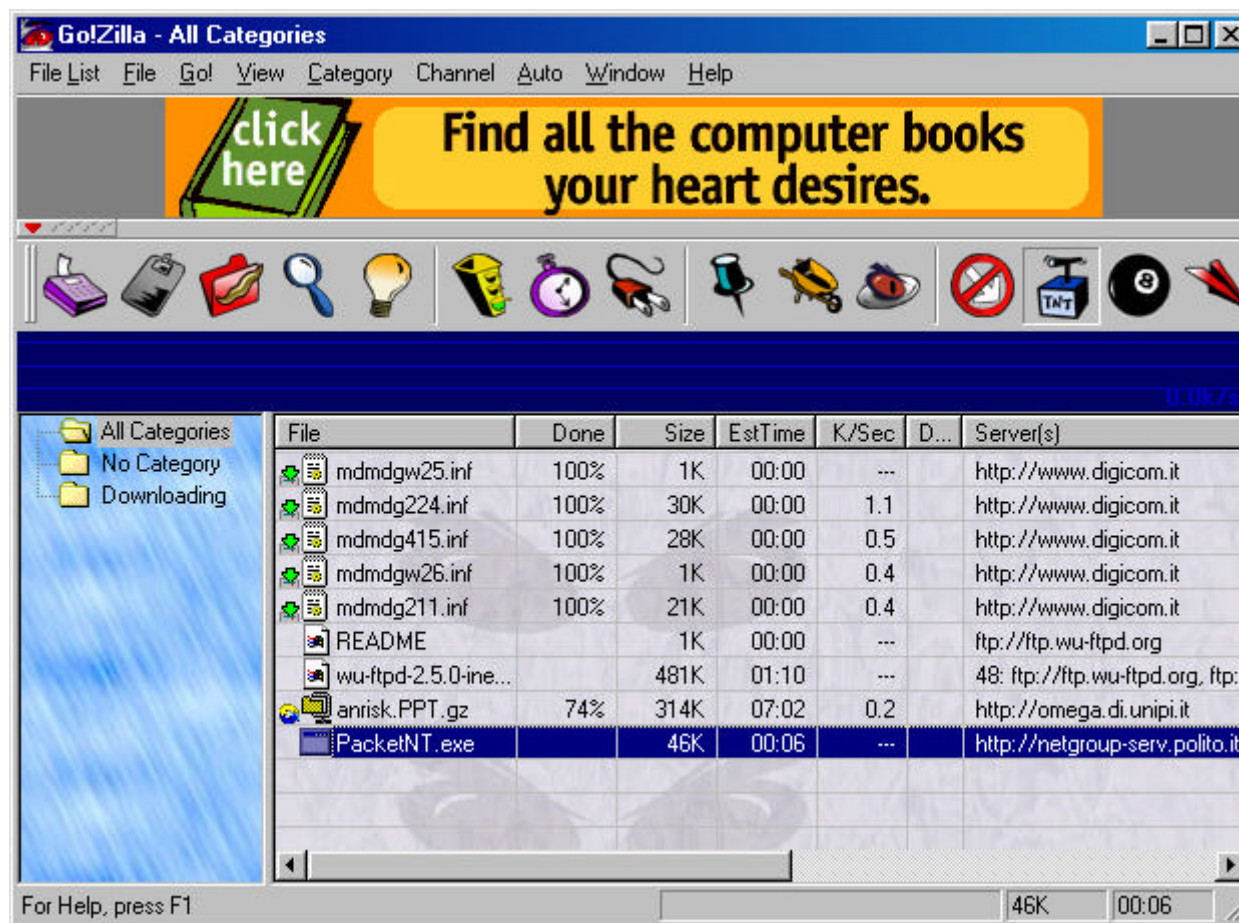 Go!Zilla - All Categories
File List File Go! View Category Channel Auto Window Help
click here
Find all the computer books
your heart desires.
TNT
8
0.0k/s
All Categories
No Category
Downloading
File Done Size EstTime K/Sec D... Server(s)
mdmdgw25.inf 100% 1K 00:00 --- http://www.digicom.it
mdmdg224.inf 100% 30K 00:00 1.1 http://www.digicom.it
mdmdg415.inf 100% 28K 00:00 0.5 http://www.digicom.it
mdmdgw26.inf 100% 1K 00:00 0.4 http://www.digicom.it
mdmdg211.inf 100% 21K 00:00 0.4 http://www.digicom.it
README 1K 00:00 --- ftp://ftp.wu-ftpd.org
wu-ftpd-2.5.0-ine... 481K 01:10 --- 48: ftp://ftp.wu-ftpd.org, ftp:
anrisk.PPT.gz 74% 314K 07:02 0.2 http://omega.di.unipi.it
PacketNT.exe 46K 00:06 --- http://netgroup-serv.polito.it
For Help, press F1 46K 00:06